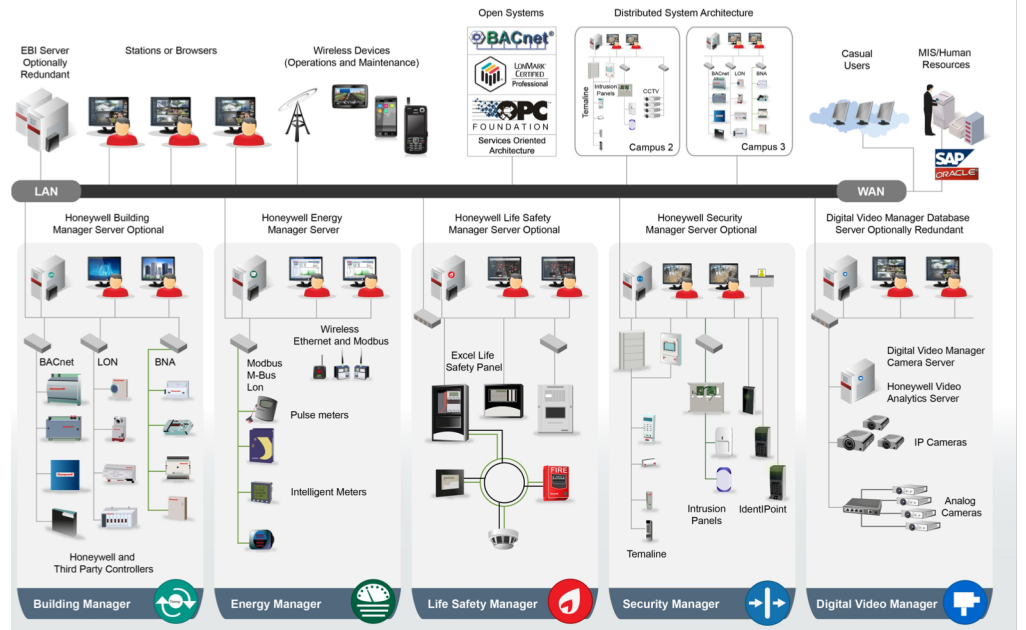 Open Systems
Distributed System Architecture
EBI Server
Optionally
Redundant
Stations or Browsers
Wireless Devices
(Operations and Maintenance)
BACnet
LONMARK
CERTIFIED
Professional
OPC
FOUNDATION
Services Oriented
Architecture
Temaline
Intrusion
Panels
CCTV
Campus 2
BACnet
LON
BNA
Campus 3
Casual
Users
MIS/Human
Resources
SAP
ORACLE
LAN
WAN
Honeywell Building
Manager Server Optional
Honeywell Energy
Manager Server
Honeywell Life Safety
Manager Server Optional
Honeywell Security
Manager Server Optional
Digital Video Manager Database
Server Optionally Redundant
BACnet
LON
BNA
Honeywell and
Third Party Controllers
Wireless
Ethernet and Modbus
Modbus
M-Bus
Lon
Pulse meters
Intelligent Meters
Excel Life
Safety Panel
FIRE
Temaline
Intrusion
Panels
IdentIPoint
Digital Video Manager
Camera Server
Honeywell Video
Analytics Server
IP Cameras
Analog
Cameras
Building Manager
Energy Manager
Life Safety Manager
Security Manager
Digital Video Manager